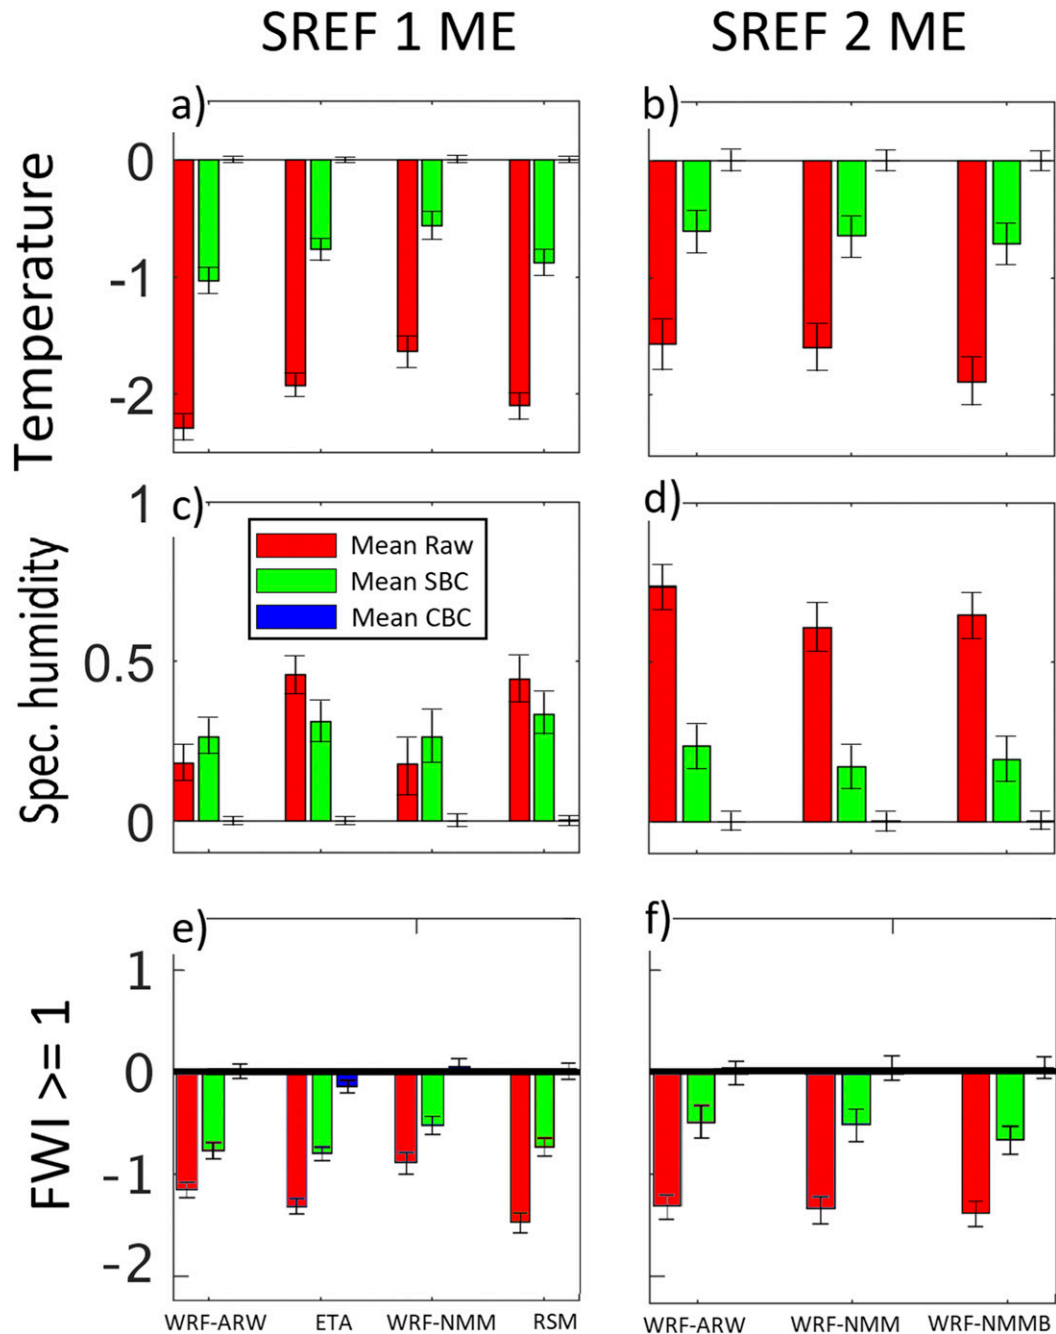 SREF 1 ME SREF 2 ME
a) b)
Temperature
0
-1
-2
c) d)
Spec. humidity
1
0.5
0
Mean Raw
Mean SBC
Mean CBC
e) f)
FWI >= 1
1
0
-1
-2
WRF-ARW ETA WRF-NMM RSM WRF-ARW WRF-NMM WRF-NMMB